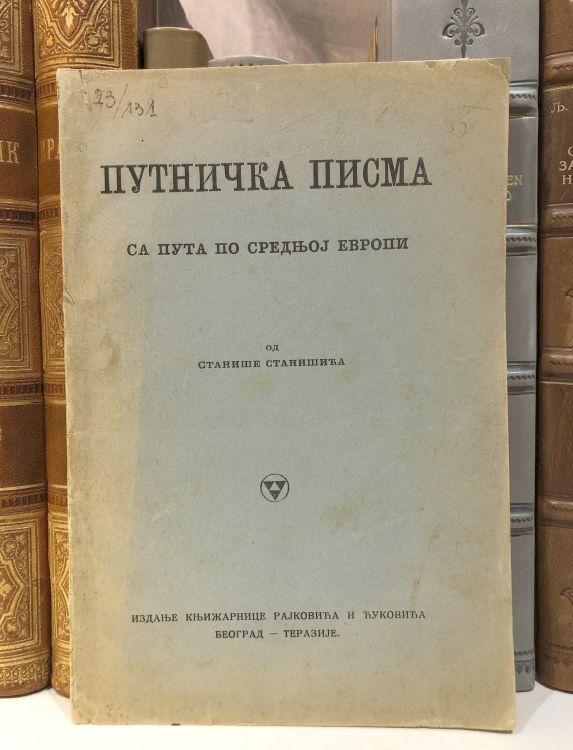 23/131
ПУТНИЧКА ПИСМА
СА ПУТА ПО СРЕДЊОЈ ЕВРОПИ
ОД
СТАНИШЕ СТАНИШИЋА
ИЗДАЊЕ КЊИЖАРНИЦЕ РАЈКОВИЋА И ЋУКОВИЋА
БЕОГРАД — ТЕРАЗИЈЕ.